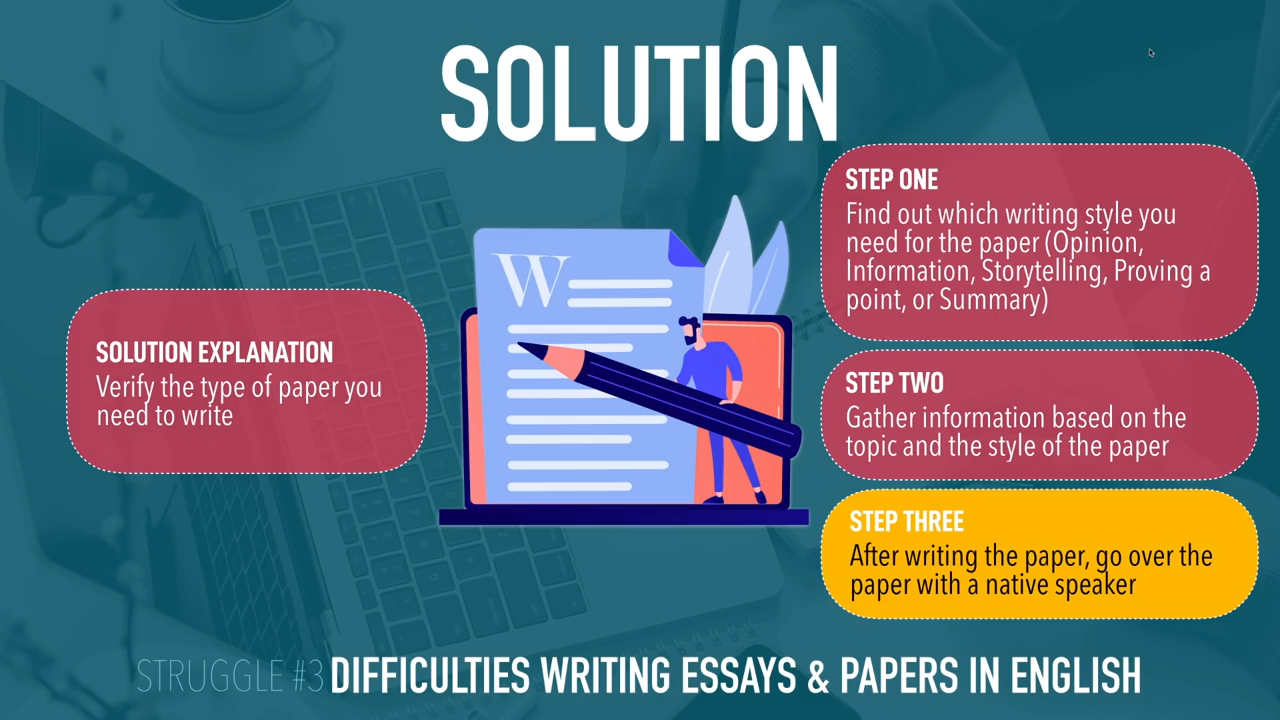 SOLUTION
SOLUTION EXPLANATION
Verify the type of paper you
need to write
W
STEP ONE
Find out which writing style you
need for the paper (Opinion,
Information, Storytelling, Proving a
point, or Summary)
STEP TWO
Gather information based on the
topic and the style of the paper
STEP THREE
After writing the paper, go over the
paper with a native speaker
STRUGGLE #3 DIFFICULTIES WRITING ESSAYS & PAPERS IN ENGLISH